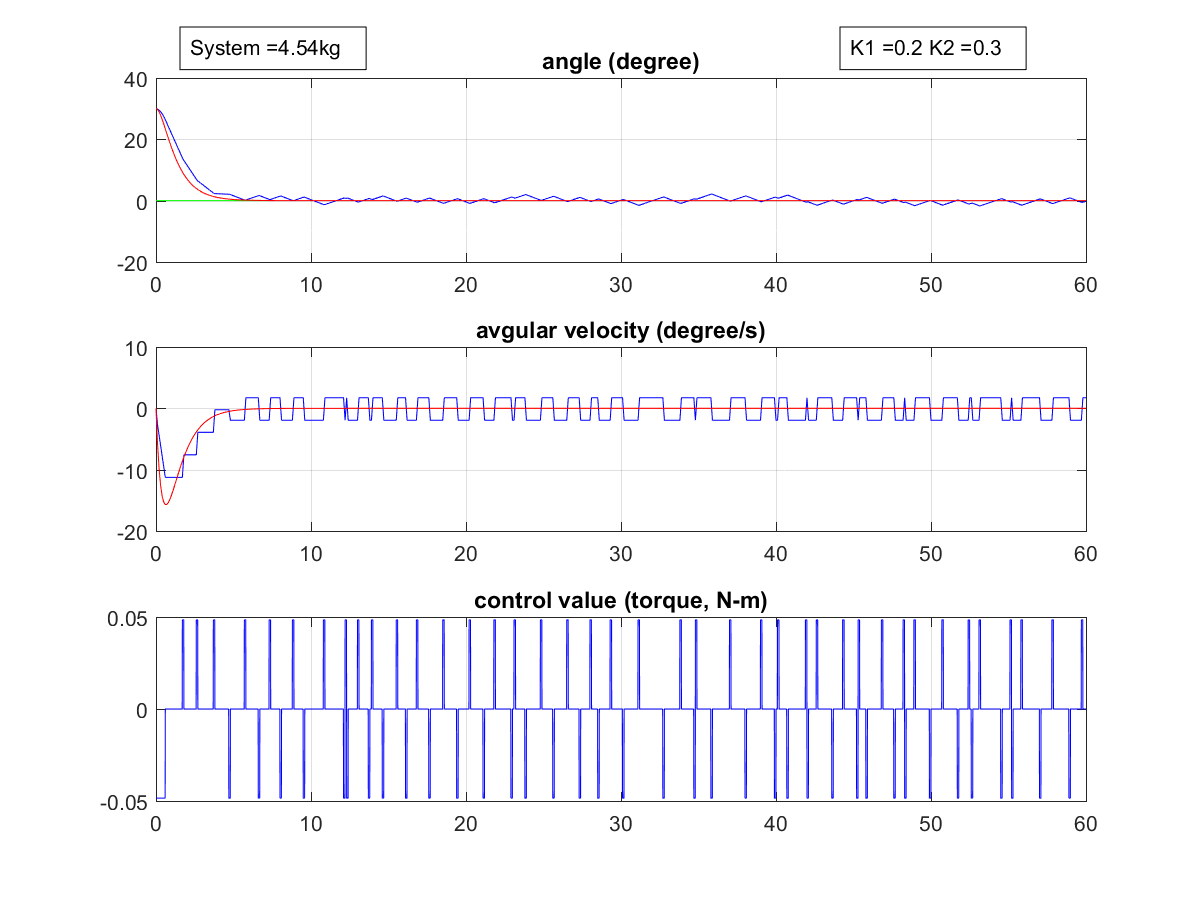 System =4.54kg
K1 =0.2 K2 =0.3
angle (degree)
40
20
0
-20
0 10 20 30 40 50 60
avgular velocity (degree/s)
10
0
-10
-20
0 10 20 30 40 50 60
control value (torque, N-m)
0.05
0
-0.05
0 10 20 30 40 50 60